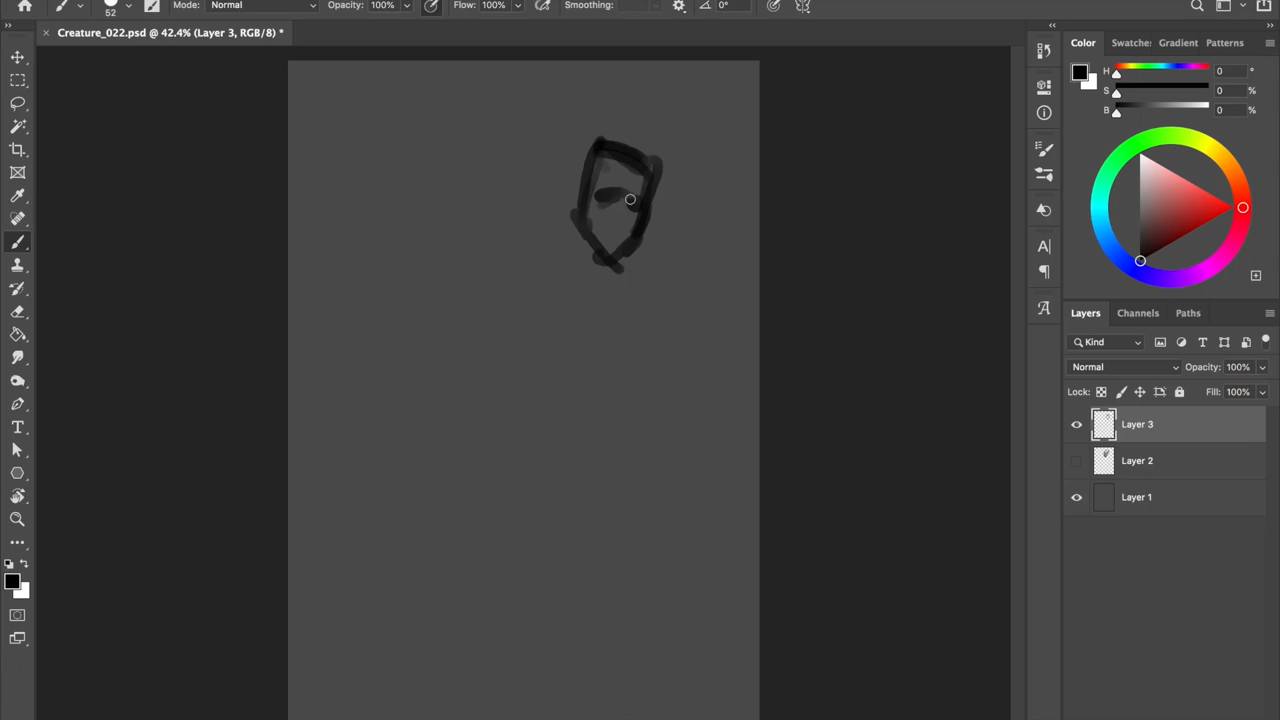 Mode: Normal Opacity: 100% Flow: 100% Smoothing: 0°
52
Creature_022.psd @ 42.4% (Layer 3, RGB/8) *
Color Swatches Gradient Patterns
H 0 °
S 0 %
B 0 %
Layers Channels Paths
Kind
Normal Opacity: 100%
Lock: Fill: 100%
Layer 3
Layer 2
Layer 1